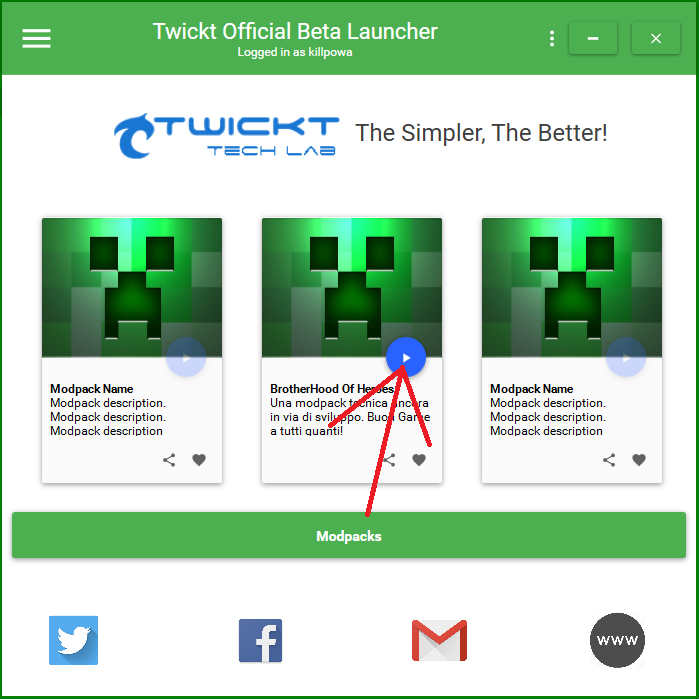 Twickt Official Beta Launcher
Logged in as killpowa
TWICKT
TECH LAB
The Simpler, The Better!
Modpack Name
Modpack description.
Modpack description.
Modpack description
BrotherHood Of Heroes
Una modpack tecnica ancora
in via di sviluppo. Buon Game
a tutti quanti!
Modpack Name
Modpack description.
Modpack description.
Modpack description
Modpacks
www